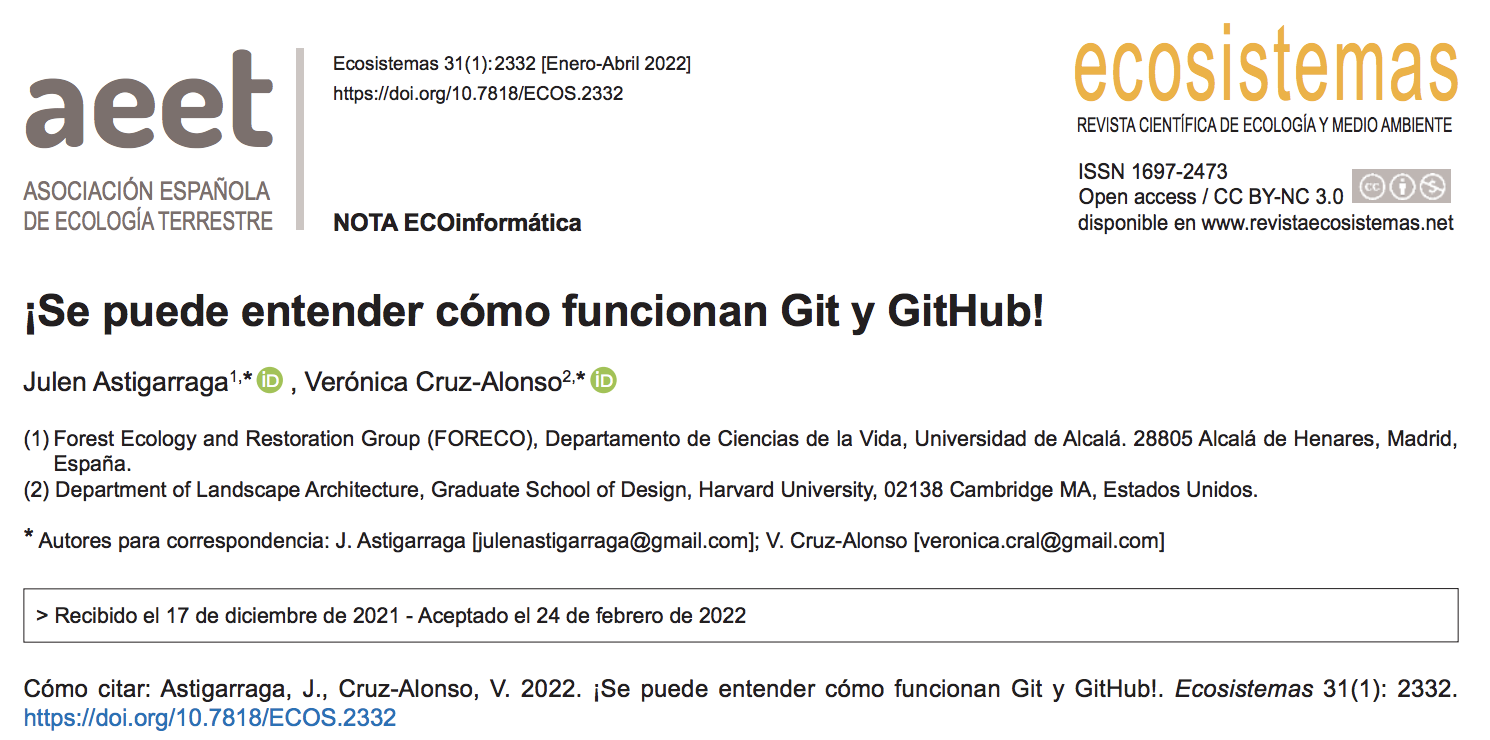 aeet
ASOCIACIÓN ESPAÑOLA
DE ECOLOGÍA TERRESTRE
Ecosistemas 31(1):2332 [Enero-Abril 2022]
https://doi.org/10.7818/ECOS.2332
NOTA ECOinformática
ecosistemas
REVISTA CIENTÍFICA DE ECOLOGÍA Y MEDIO AMBIENTE
ISSN 1697-2473
Open access / CC BY-NC 3.0 cc
disponible en www.revistaecosistemas.net
¡Se puede entender cómo funcionan Git y GitHub!
Julen Astigarraga1,* iD , Verónica Cruz-Alonso2,* iD
(1) Forest Ecology and Restoration Group (FORECO), Departamento de Ciencias de la Vida, Universidad de Alcalá. 28805 Alcalá de Henares, Madrid,
España.
(2) Department of Landscape Architecture, Graduate School of Design, Harvard University, 02138 Cambridge MA, Estados Unidos.
* Autores para correspondencia: J. Astigarraga [julenastigarraga@gmail.com]; V. Cruz-Alonso [veronica.cral@gmail.com]
> Recibido el 17 de diciembre de 2021 - Aceptado el 24 de febrero de 2022
Cómo citar: Astigarraga, J., Cruz-Alonso, V. 2022. ¡Se puede entender cómo funcionan Git y GitHub!. Ecosistemas 31(1): 2332.
https://doi.org/10.7818/ECOS.2332